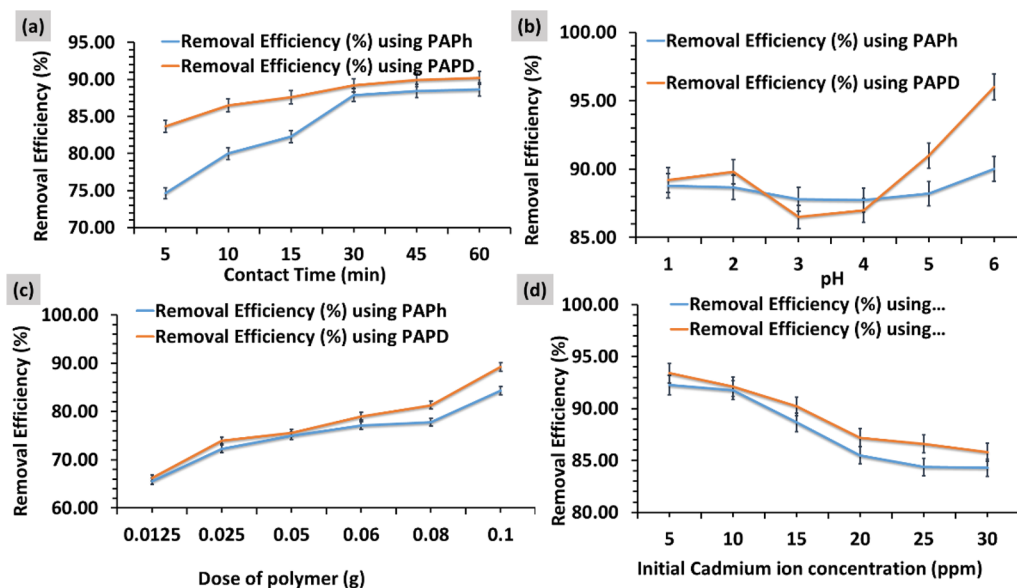 (a)
Removal Efficiency (%) using PAPh
Removal Efficiency (%) using PAPD
Removal Efficiency (%)
95.00
90.00
85.00
80.00
75.00
70.00
5 10 15 30 45 60
Contact Time (min)
(b)
Removal Efficiency (%) using PAPh
Removal Efficiency (%) using PAPD
Removal Efficiency (%)
100.00
95.00
90.00
85.00
1 2 3 4 5 6
pH
(c)
Removal Efficiency (%) using PAPh
Removal Efficiency (%) using PAPD
Removal Efficiency (%)
100.00
90.00
80.00
70.00
60.00
0.0125 0.025 0.05 0.06 0.08 0.1
Dose of polymer (g)
(d)
Removal Efficiency (%) using...
Removal Efficiency (%) using...
Removal Efficiency (%)
100.00
95.00
90.00
85.00
80.00
5 10 15 20 25 30
Initial Cadmium ion concentration (ppm)